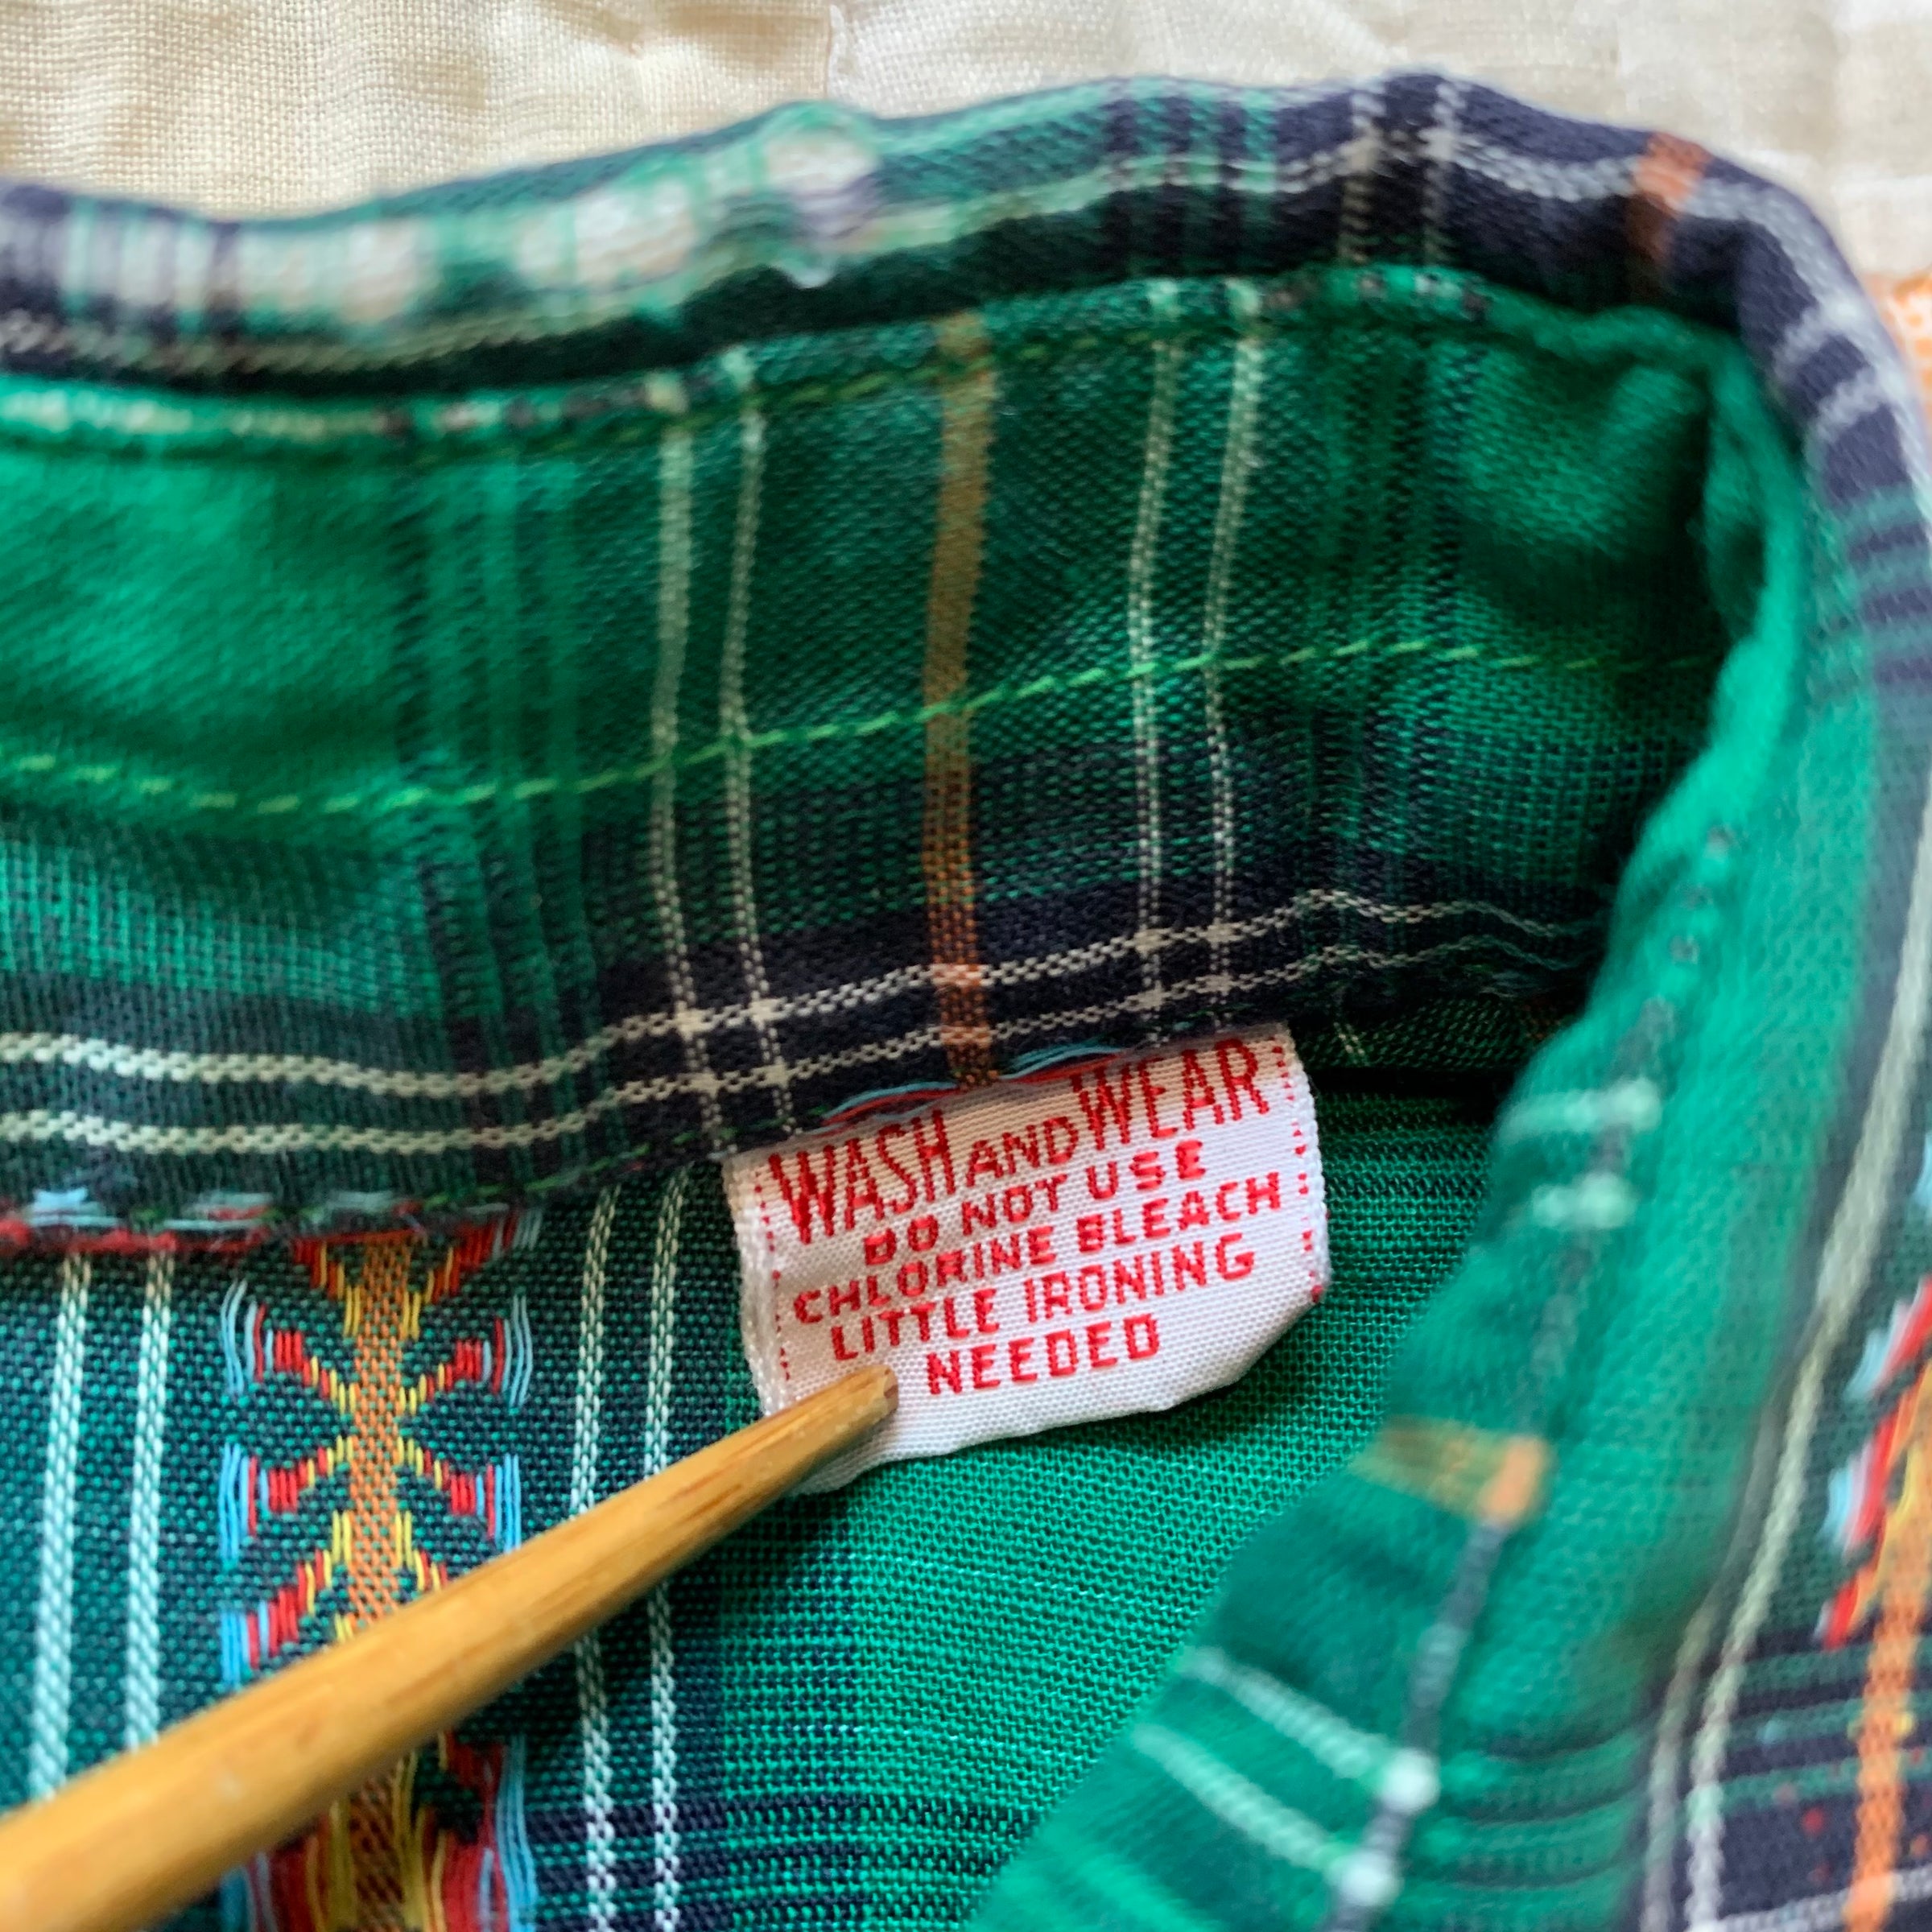 WASH AND WEAR
DO NOT USE
CHLORINE BLEACH
LITTLE IRONING
NEEDED